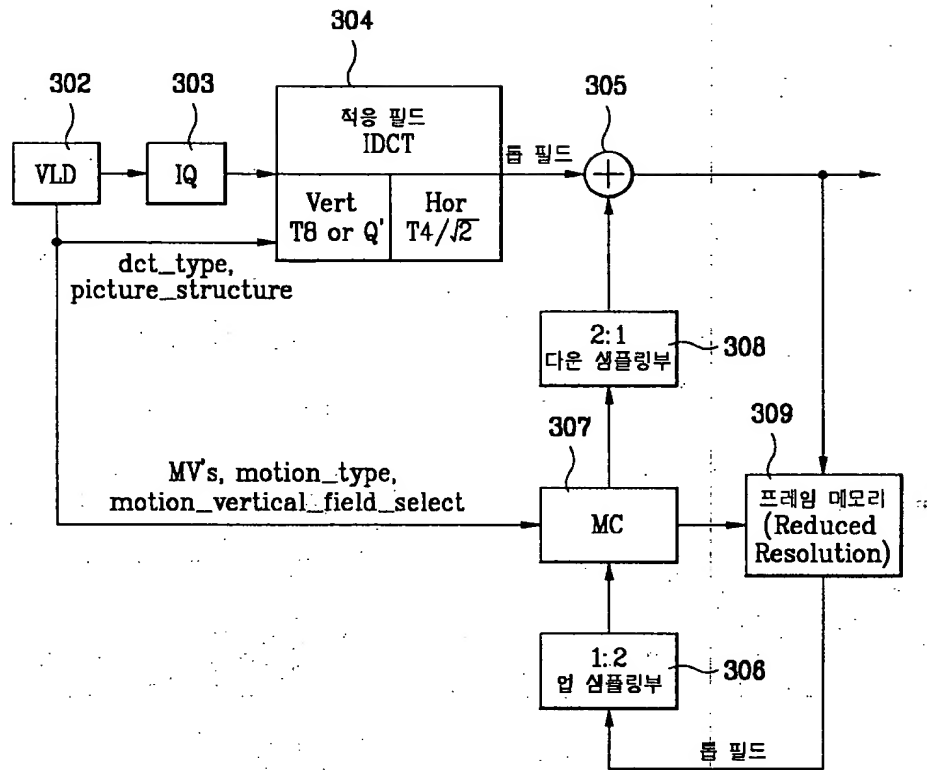 304
302
303
305
적응 필드
IDCT
톱 필드
VLD
IQ
Vert
T8 or Q'
Hor
T4/√2
dct_type,
picture_structure
2:1
다운 샘플링부
308
307
309
MV's, motion_type,
motion_vertical_field_select
MC
프레임 메모리
(Reduced
Resolution)
1:2
업 샘플링부
306
톱 필드